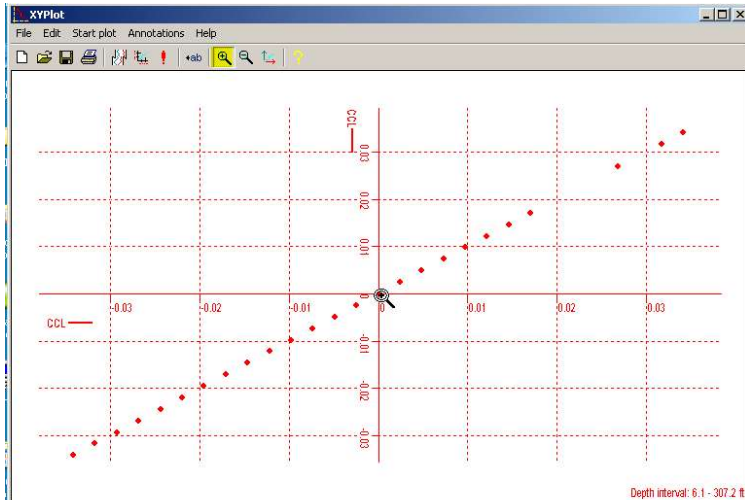 XYPlot
File Edit Start plot Annotations Help
+ab
?
CCL
0.03
0.02
0.01
0
-0.03 -0.02 -0.01 0 0.01 0.02 0.03
CCL
-0.01
-0.02
-0.03
Depth interval: 6.1 - 307.2 ft